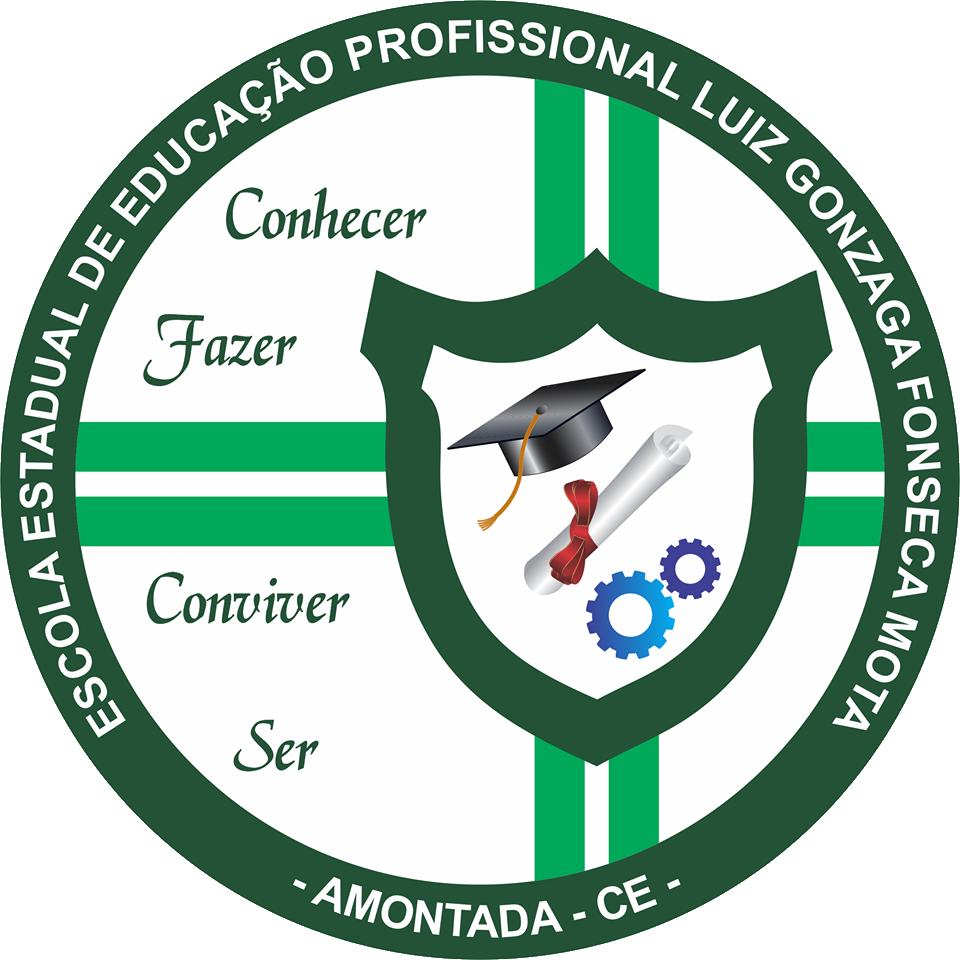 ESCOLA ESTADUAL DE EDUCAÇÃO PROFISSIONAL LUIZ GONZAGA FONSECA MOTA
Conhecer
Fazer
Conviver
Ser
- AMONTADA - CE -